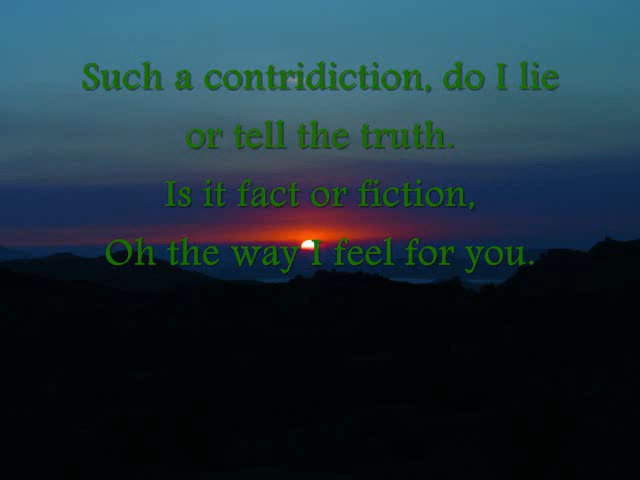 Such a contridiction, do I lie
or tell the truth.
Is it fact or fiction,
Oh the way I feel for you.